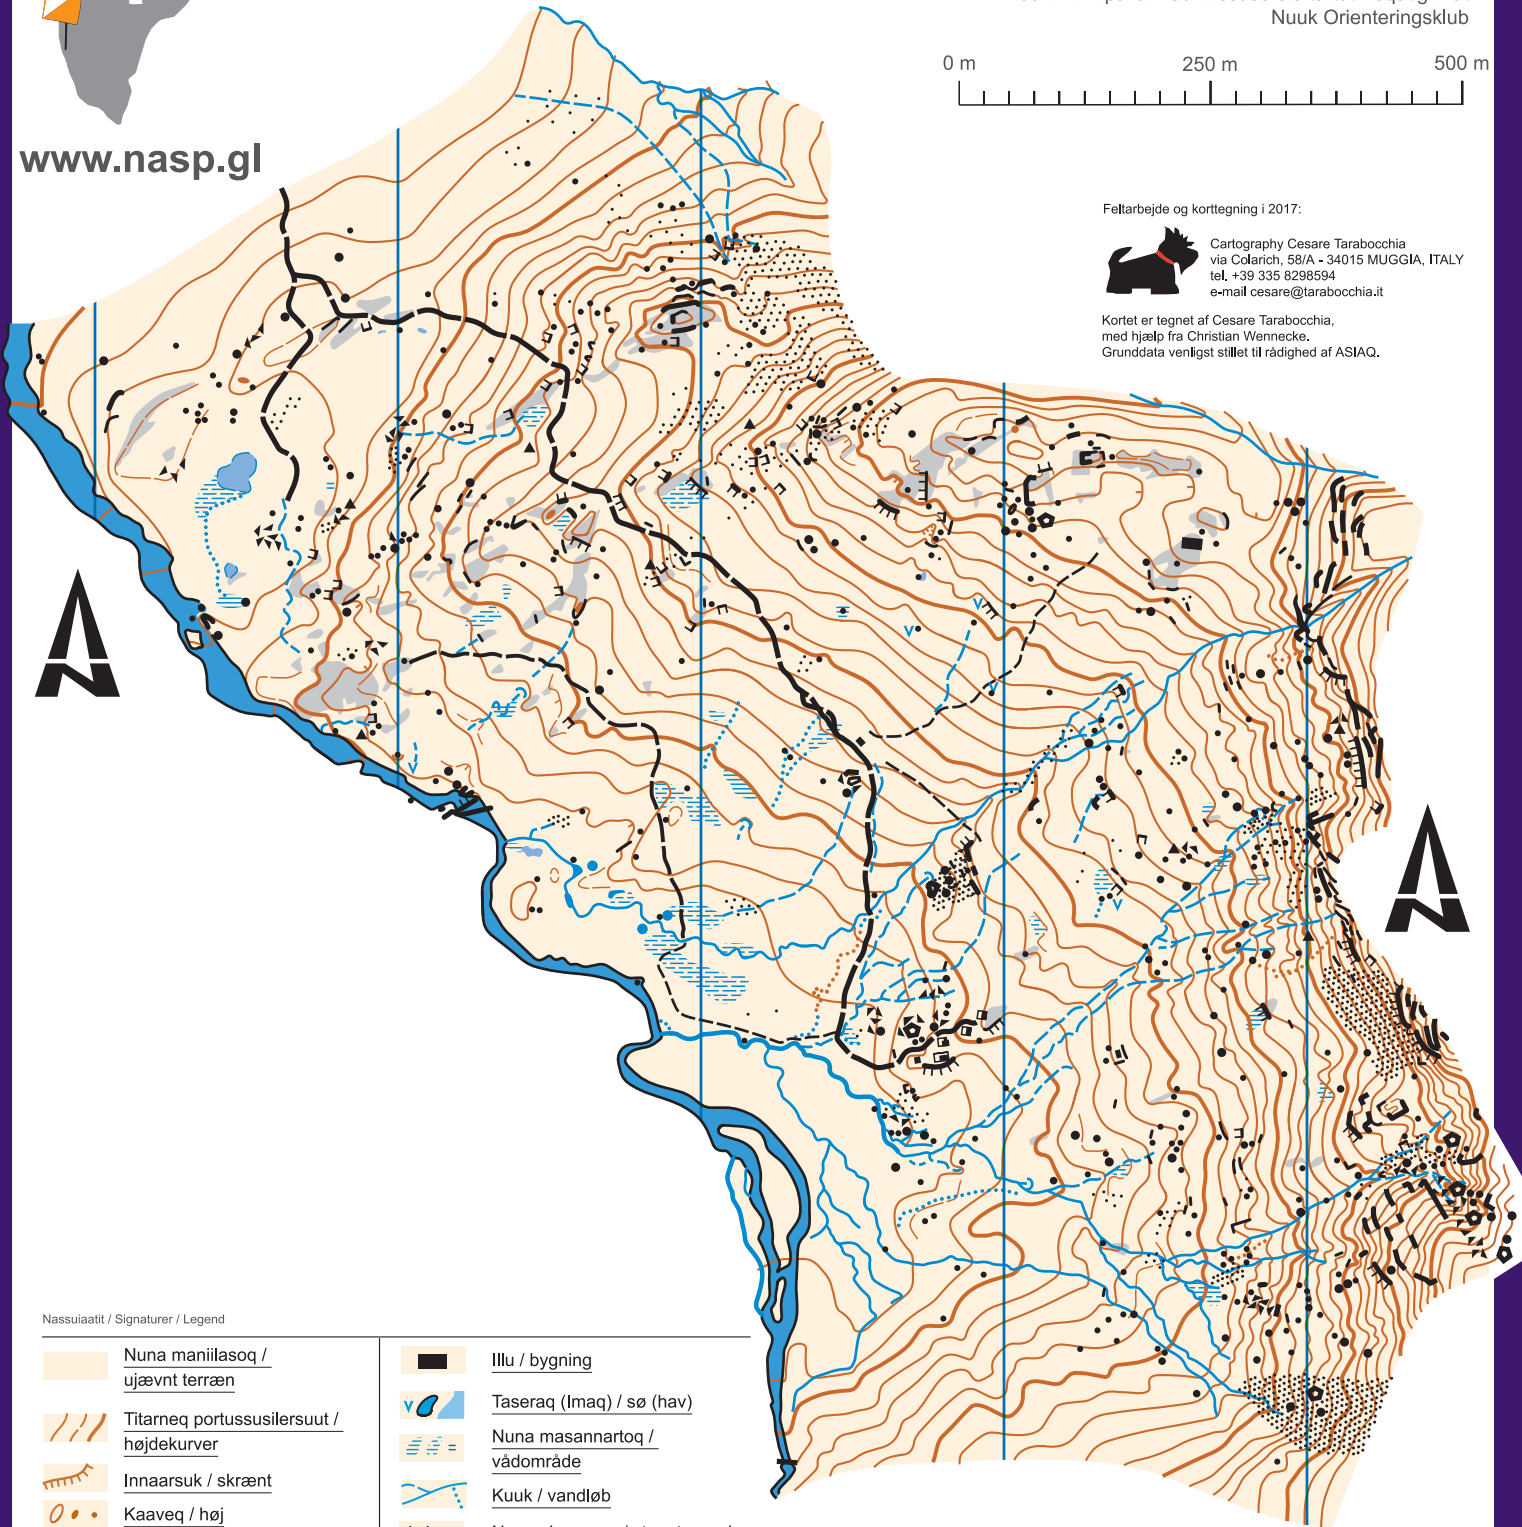 Nuuk Orienteringsklub
0 m 250 m 500 m
www.nasp.gl
Feltarbejde og korttegning i 2017:
Cartography Cesare Tarabocchia
via Colarich, 58/A - 34015 MUGGIA, ITALY
tel. +39 335 8298594
e-mail cesare@tarabocchia.it
Kortet er tegnet af Cesare Tarabocchia,
med hjælp fra Christian Wennecke.
Grunddata venligst stillet til rådighed af ASIAQ.
Nassuiaatit / Signaturer / Legend
Nuna maniilasoq /
ujævnt terræn
Titarneq portussusilersuut /
højdekurver
Innaarsuk / skrænt
Kaaveq / høj
Illu / bygning
Taseraq (Imaq) / sø (hav)
Nuna masannartoq /
vådområde
Kuuk / vandløb